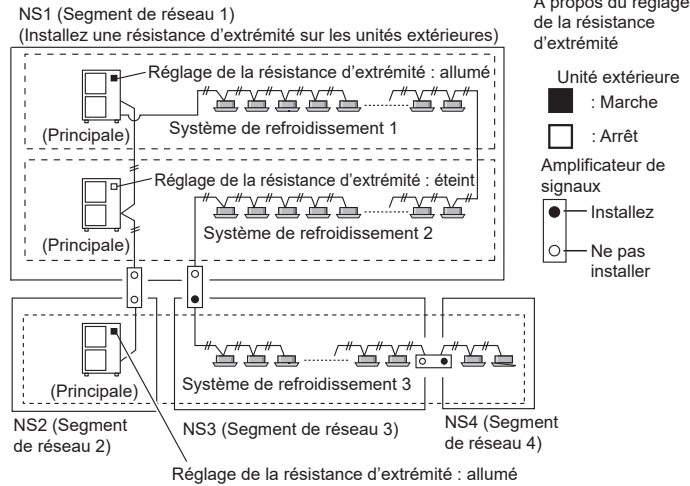 NS1 (Segment de réseau 1)
(Installez une résistance d'extrémité sur les unités extérieures)
Réglage de la résistance d'extrémité : allumé
(Principale)
Système de refroidissement 1
Réglage de la résistance d'extrémité : éteint
(Principale)
Système de refroidissement 2
(Principale)
Système de refroidissement 3
NS2 (Segment
de réseau 2)
NS3 (Segment de réseau 3)
NS4 (Segment
de réseau 4)
Réglage de la résistance d'extrémité : allumé
À propos du réglage
de la résistance
d'extrémité
Unité extérieure
: Marche
: Arrêt
Amplificateur de
signaux
Installez
Ne pas
installer